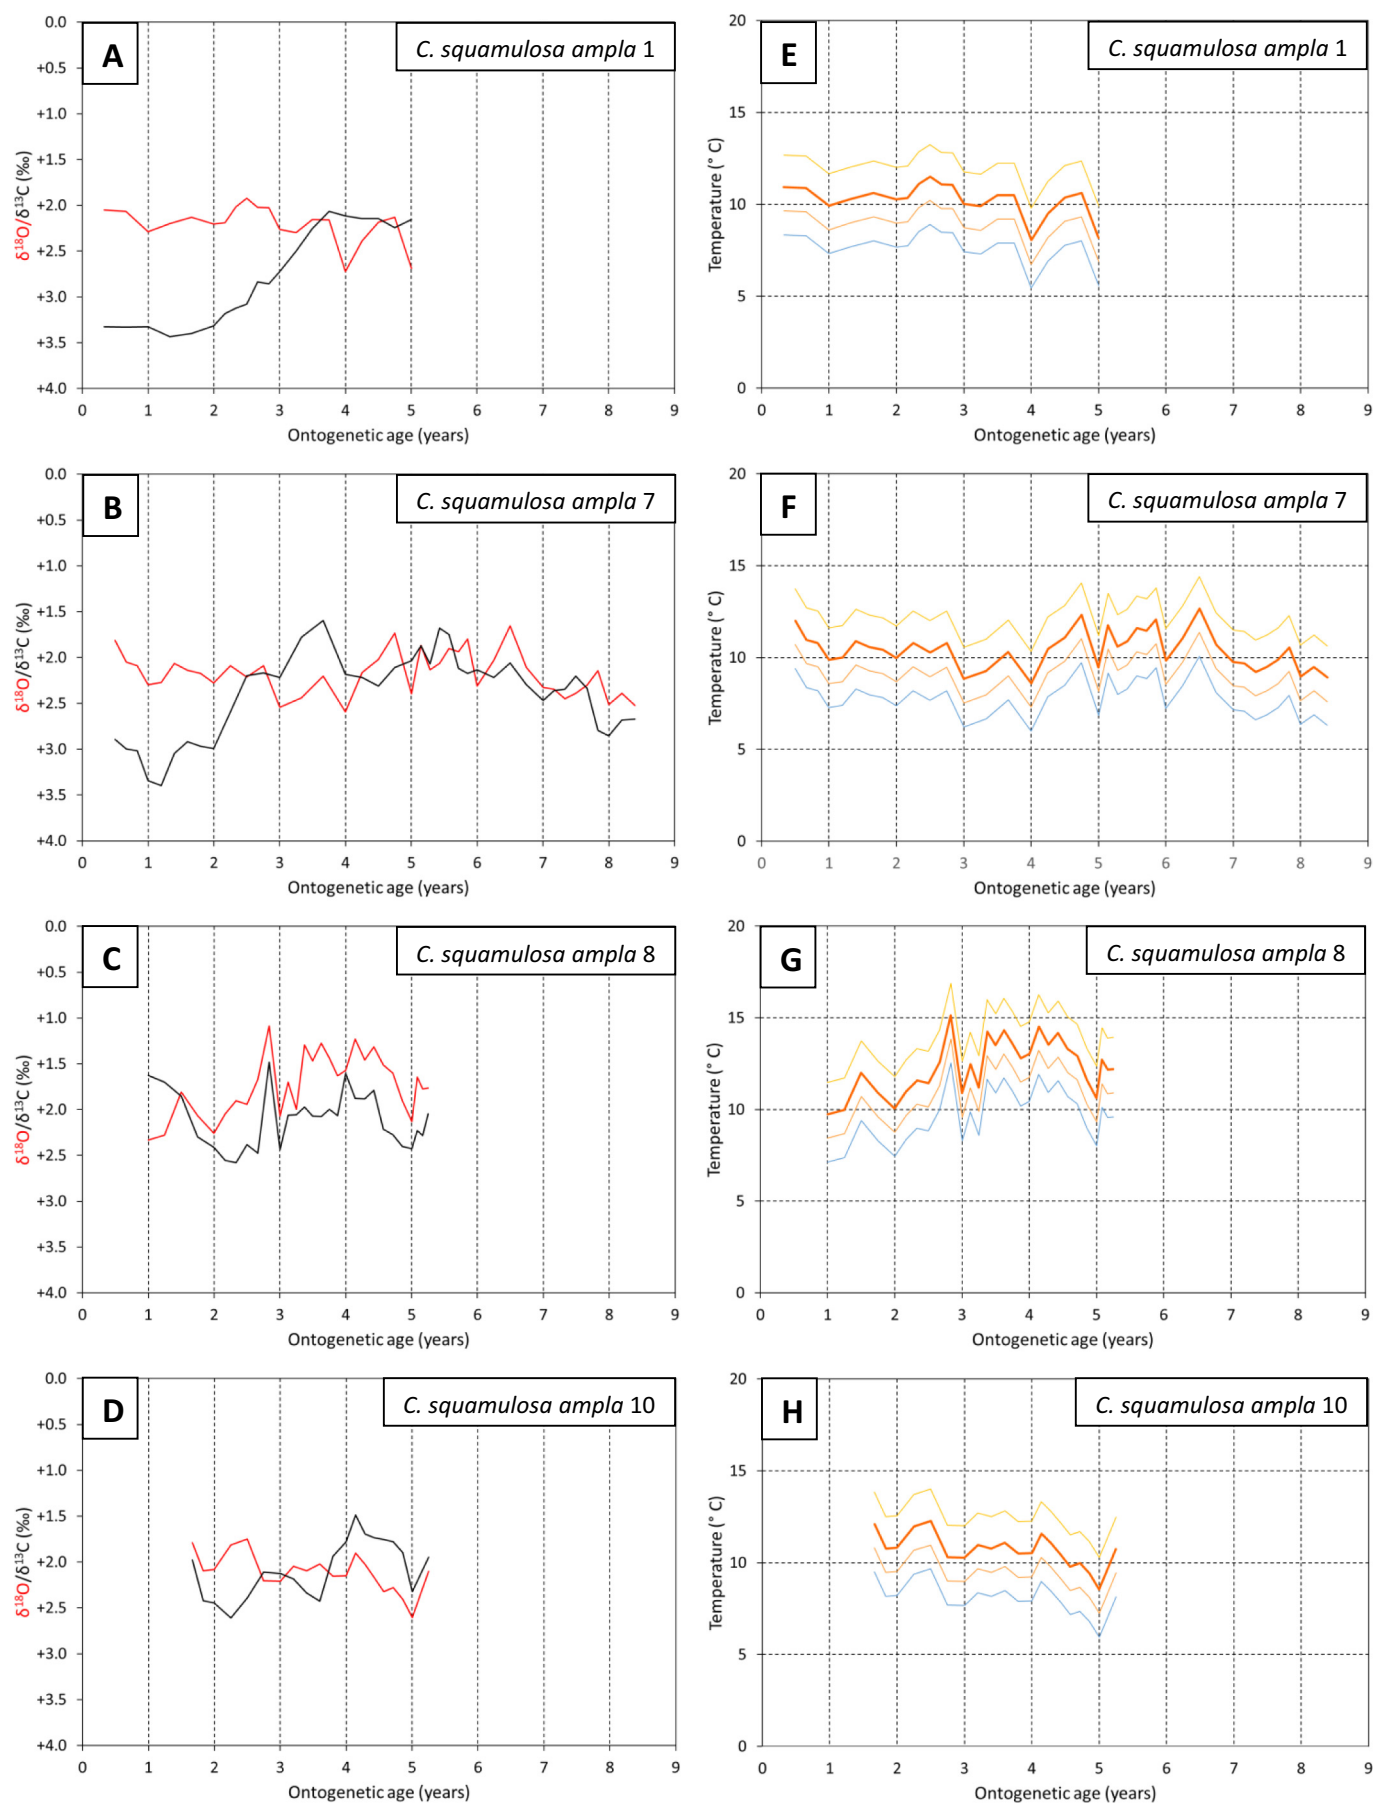 A
C. squamulosa ampla 1
0.0
+0.5
+1.0
+1.5
+2.0
+2.5
+3.0
+3.5
+4.0
δ18O/δ13C (‰)
0 1 2 3 4 5 6 7 8 9
Ontogenetic age (years)
E
C. squamulosa ampla 1
20
15
10
5
0
Temperature (° C)
0 1 2 3 4 5 6 7 8 9
Ontogenetic age (years)
B
C. squamulosa ampla 7
0.0
+0.5
+1.0
+1.5
+2.0
+2.5
+3.0
+3.5
+4.0
δ18O/δ13C (‰)
0 1 2 3 4 5 6 7 8 9
Ontogenetic age (years)
F
C. squamulosa ampla 7
20
15
10
5
0
Temperature (° C)
0 1 2 3 4 5 6 7 8 9
Ontogenetic age (years)
C
C. squamulosa ampla 8
0.0
+0.5
+1.0
+1.5
+2.0
+2.5
+3.0
+3.5
+4.0
δ18O/δ13C (‰)
0 1 2 3 4 5 6 7 8 9
Ontogenetic age (years)
G
C. squamulosa ampla 8
20
15
10
5
0
Temperature (° C)
0 1 2 3 4 5 6 7 8 9
Ontogenetic age (years)
D
C. squamulosa ampla 10
0.0
+0.5
+1.0
+1.5
+2.0
+2.5
+3.0
+3.5
+4.0
δ18O/δ13C (‰)
0 1 2 3 4 5 6 7 8 9
Ontogenetic age (years)
H
C. squamulosa ampla 10
20
15
10
5
0
Temperature (° C)
0 1 2 3 4 5 6 7 8 9
Ontogenetic age (years)